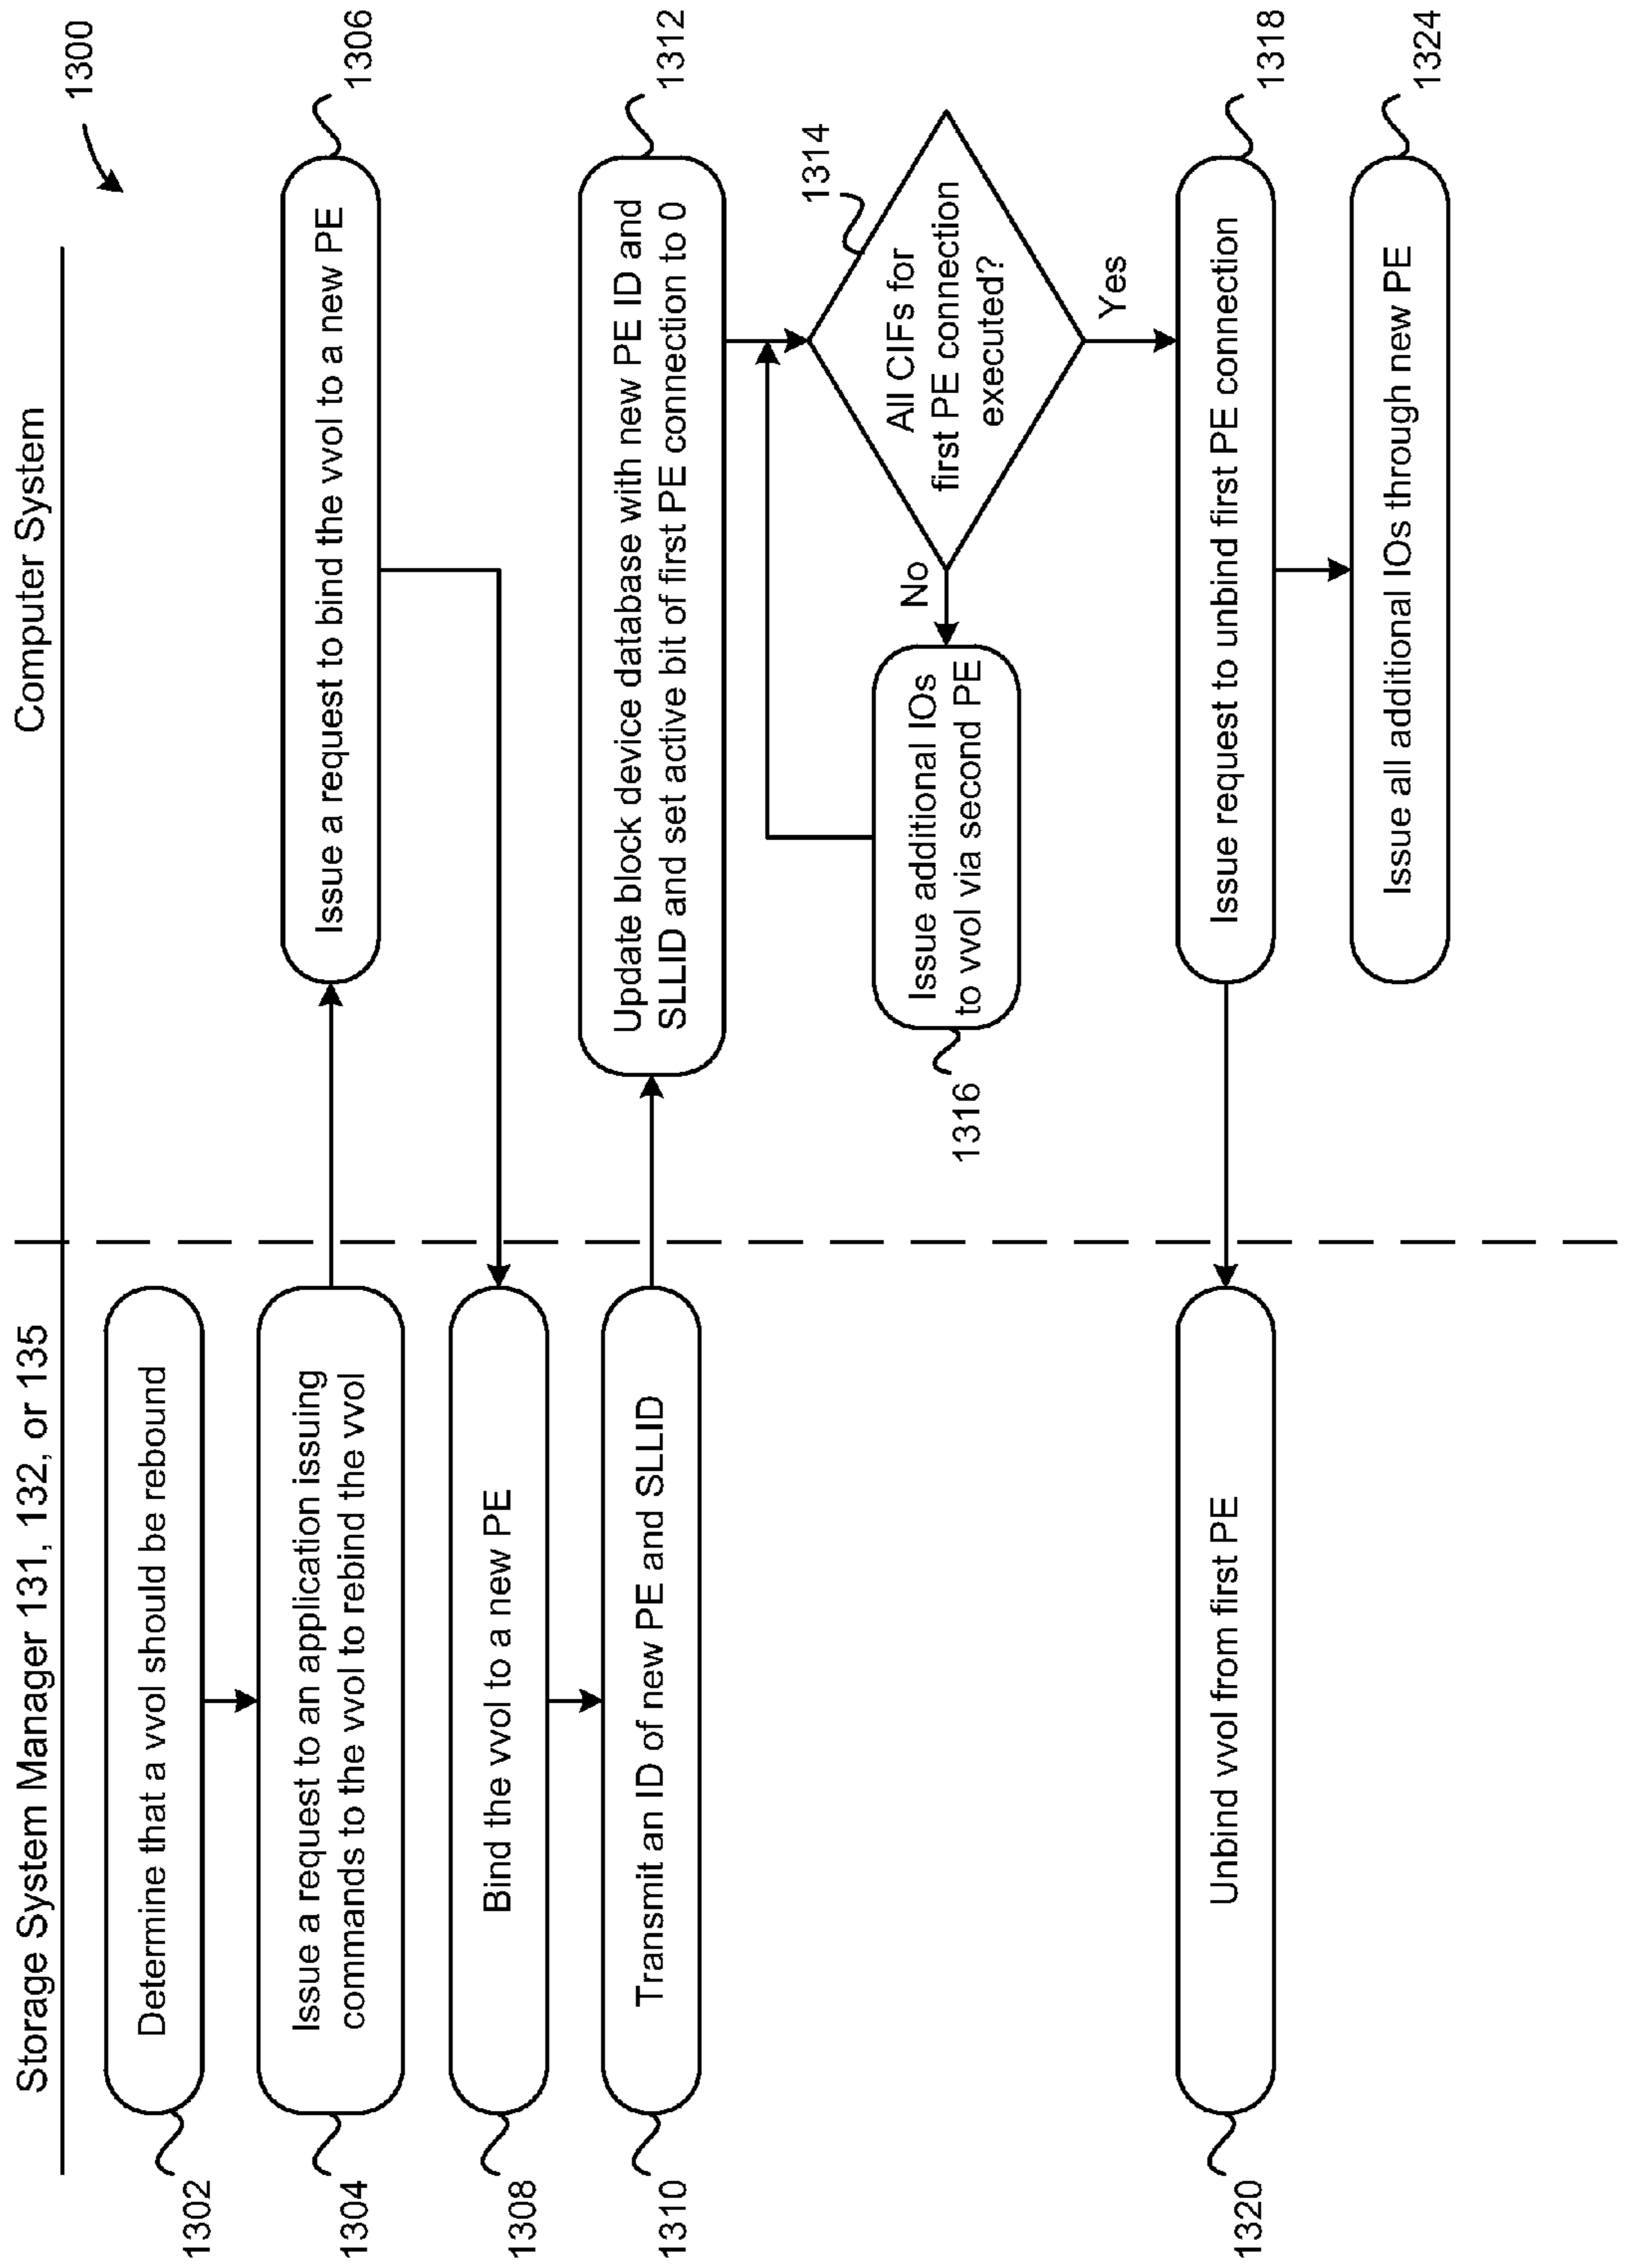 Storage System Manager 131, 132, or 135
Computer System
1300
1302
Determine that a vvol should be rebound
1304
Issue a request to an application issuing
commands to the vvol to rebind the vvol
1306
Issue a request to bind the vvol to a new PE
1308
Bind the vvol to a new PE
1310
Transmit an ID of new PE and SLLID
1312
Update block device database with new PE ID and
SLLID and set active bit of first PE connection to 0
1314
All CIFs for
first PE connection
executed?
No
Yes
1316
Issue additional IOs
to vvol via second PE
1318
Issue request to unbind first PE connection
1320
Unbind vvol from first PE
1324
Issue all additional IOs through new PE